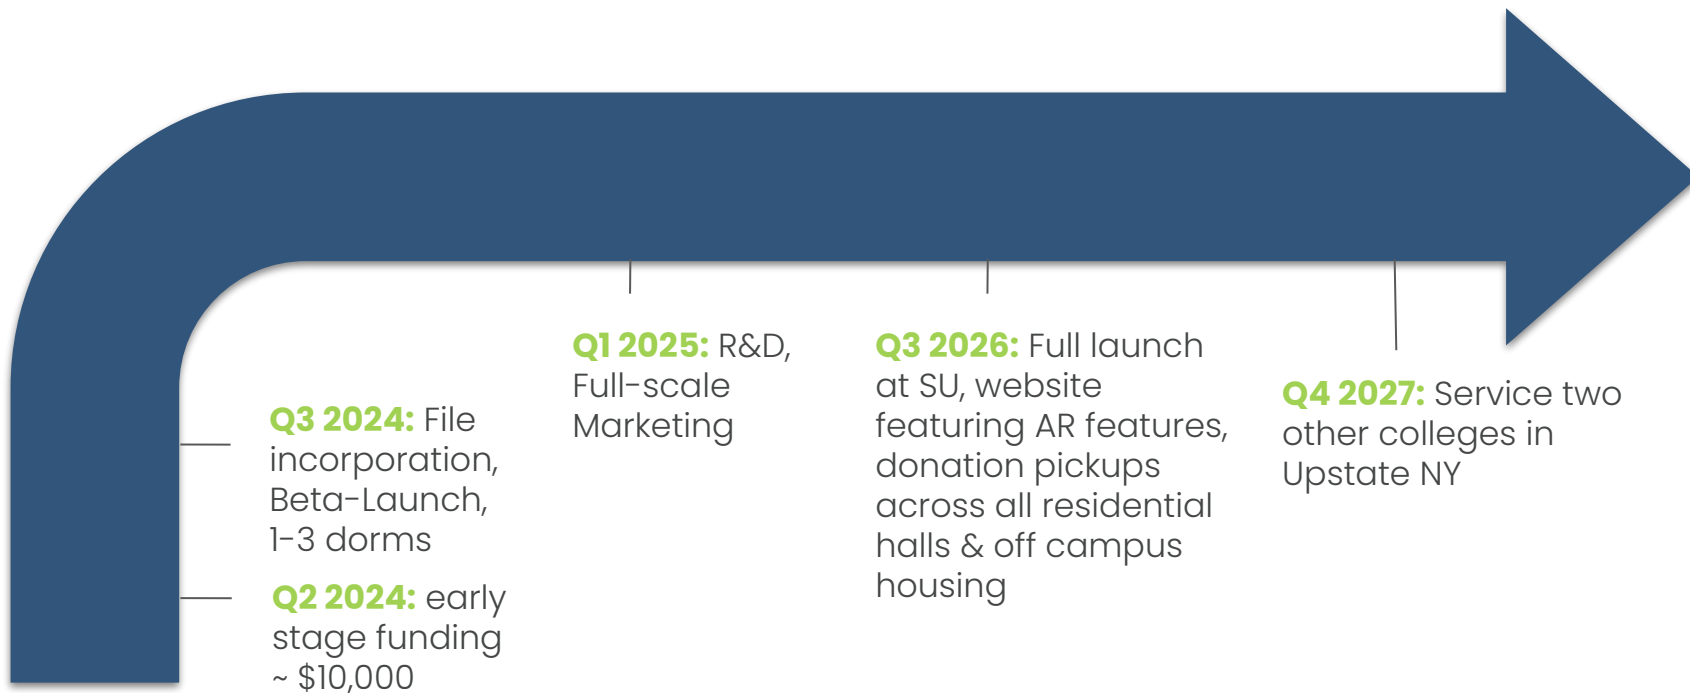 Q3 2024: File
incorporation,
Beta-Launch,
1-3 dorms
Q2 2024: early
stage funding
~ $10,000
Q1 2025: R&D,
Full-scale
Marketing
Q3 2026: Full launch
at SU, website
featuring AR features,
donation pickups
across all residential
halls & off campus
housing
Q4 2027: Service two
other colleges in
Upstate NY